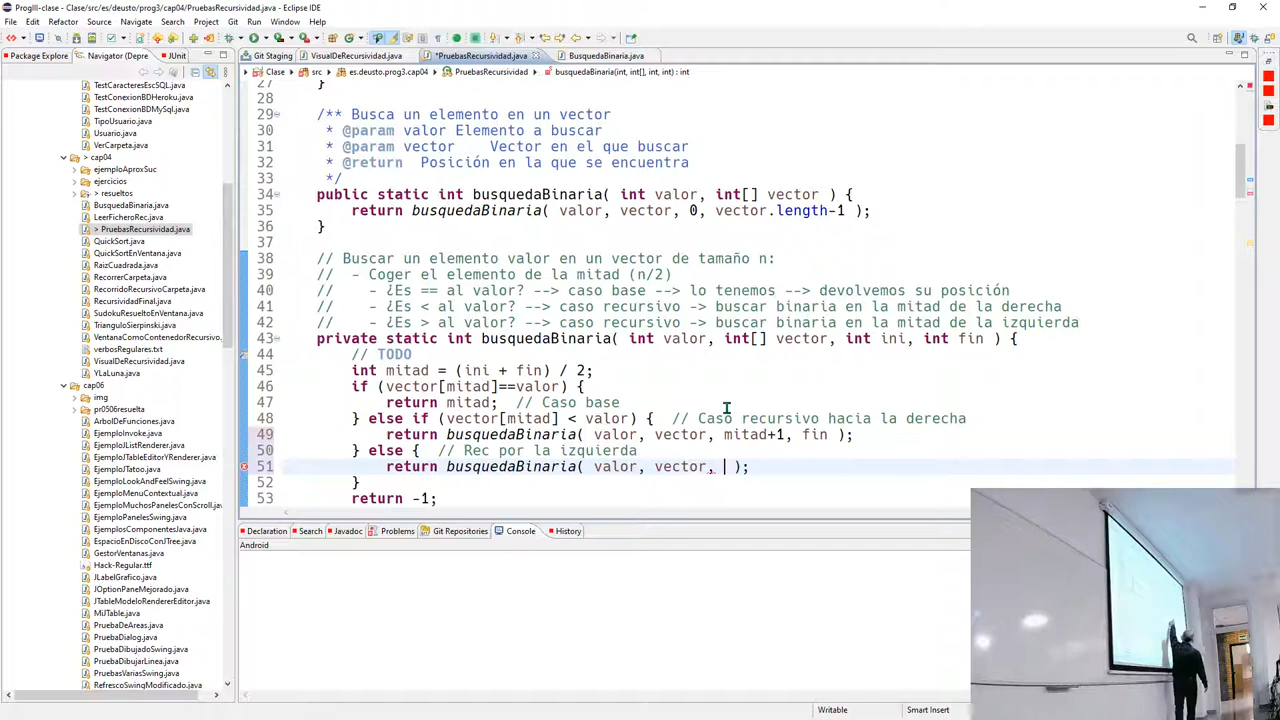 ProgIII-clase - Clase/src/es/deusto/prog3/cap04/PruebasRecursividad.java - Eclipse IDE
File Edit Refactor Source Navigate Search Project Git Run Window Help
Package Explore Navigator (Depre JUnit
Git Staging VisualDeRecursividad.java *PruebasRecursividad.java BusquedaBinaria.java
Clase src es.deusto.prog3.cap04 PruebasRecursividad busquedaBinaria(int, int[], int, int) : int
TestCaracteresEscSQL.java
TestConexionBDHeroku.java
TestConexionBDMySql.java
TipoUsuario.java
Usuario.java
VerCarpeta.java
> cap04
ejemploAproxSuc
ejercicios
> resueltos
BusquedaBinaria.java
LeerFicheroRec.java
> PruebasRecursividad.java
QuickSort.java
QuickSortEnVentana.java
RaizCuadrada.java
RecorrerCarpeta.java
RecorridoRecursivoCarpeta.java
RecursividadFinal.java
SudokuResueltoEnVentana.java
TrianguloSierpinski.java
VentanaComoContenedorRecursivo.
verbosRegulares.txt
VisualDeRecursividad.java
YLaLuna.java
cap06
img
pr0506resuelta
ArbolDeFunciones.java
EjemploInvoke.java
EjemploJTable.java
EjemploJTatoo.java
EjemploLookAndFeelSwing.java
EjemploMenuContextual.java
EjemploMuchosPanelesConScroll.java
EjemploPanelesSwing.java
EjemplosComponentesJava.java
EspacioEnDiscoConJTree.java
GestorVentanas.java
Hack-Regular.ttf
JLabelGrafico.java
JOptionPaneMejorado.java
JTableModeloRendererEditor.java
MiJTable.java
PruebaDeAreas.java
PruebaDialog.java
PruebaDibujadoSwing.java
PruebaDibujarLinea.java
PruebasVariasSwing.java
RefrescoSwingModificado.java
27 }
28
29 /** Busca un elemento en un vector
30 * @param valor Elemento a buscar
31 * @param vector Vector en el que buscar
32 * @return Posición en la que se encuentra
33 */
34 public static int busquedaBinaria( int valor, int[] vector ) {
35 return busquedaBinaria( valor, vector, 0, vector.length-1 );
36 }
37
38 // Buscar un elemento valor en un vector de tamaño n:
39 // - Coger el elemento de la mitad (n/2)
40 // - ¿Es == al valor? --> caso base --> lo tenemos --> devolvemos su posición
41 // - ¿Es < al valor? --> caso recursivo -> buscar binaria en la mitad de la derecha
42 // - ¿Es > al valor? --> caso recursivo -> buscar binaria en la mitad de la izquierda
43 private static int busquedaBinaria( int valor, int[] vector, int ini, int fin ) {
44 // TODO
45 int mitad = (ini + fin) / 2;
46 if (vector[mitad]==valor) {
47 return mitad; // Caso base
48 } else if (vector[mitad] < valor) { // Caso recursivo hacia la derecha
49 return busquedaBinaria( valor, vector, mitad+1, fin );
50 } else { // Rec por la izquierda
51 return busquedaBinaria( valor, vector, );
52 }
53 return -1;
Declaration Search Javadoc Problems Git Repositories Console History
Android
Writable Smart Insert